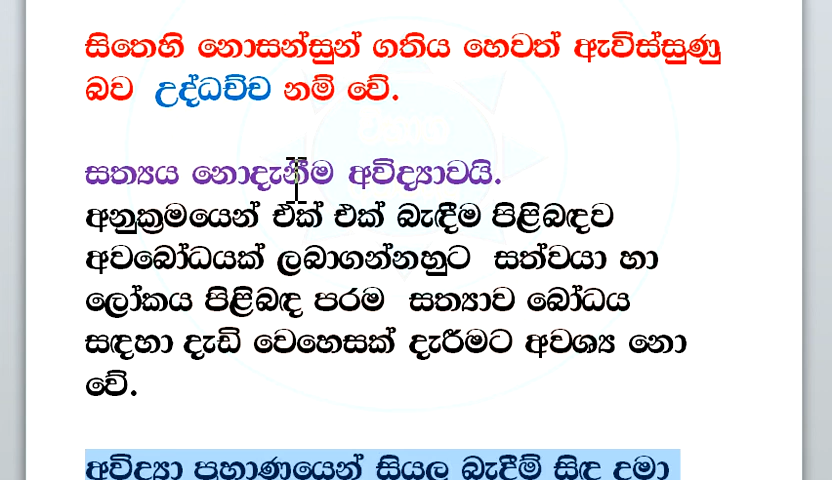 සිතෙහි නොසන්සුන් ගතිය හෙවත් ඇවිස්සුණු
බව උද්ධච්ච නම් වේ.
සත්‍යය නොදැනීම අවිද්‍යාවයි.
අනුක්‍රමයෙන් එක් එක් බැඳීම පිළිබඳව
අවබෝධයක් ලබාගන්නහුට සත්වයා හා
ලෝකය පිළිබඳ පරම සත්‍යාව බෝධය
සඳහා දැඩි වෙහෙසක් දැරීමට අවශ්‍ය නො
වේ.
අවිද්‍යා ප්‍රහාණයෙන් සියලු බැදීම් සිඳ දමා